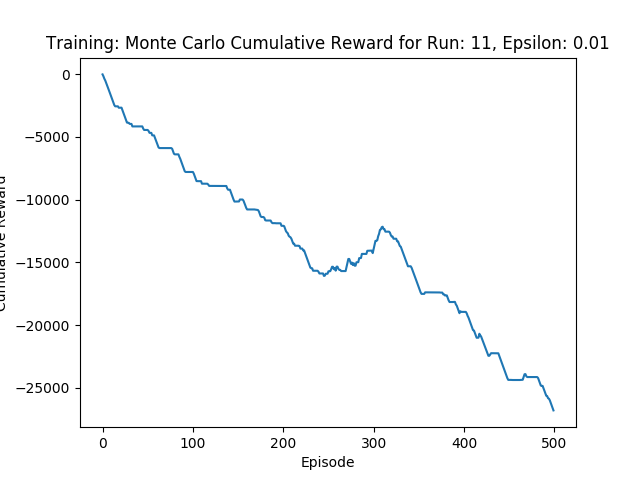 Training: Monte Carlo Cumulative Reward for Run: 11, Epsilon: 0.01
Cumulative Reward
0
−5000
−10000
−15000
−20000
−25000
0 100 200 300 400 500
Episode